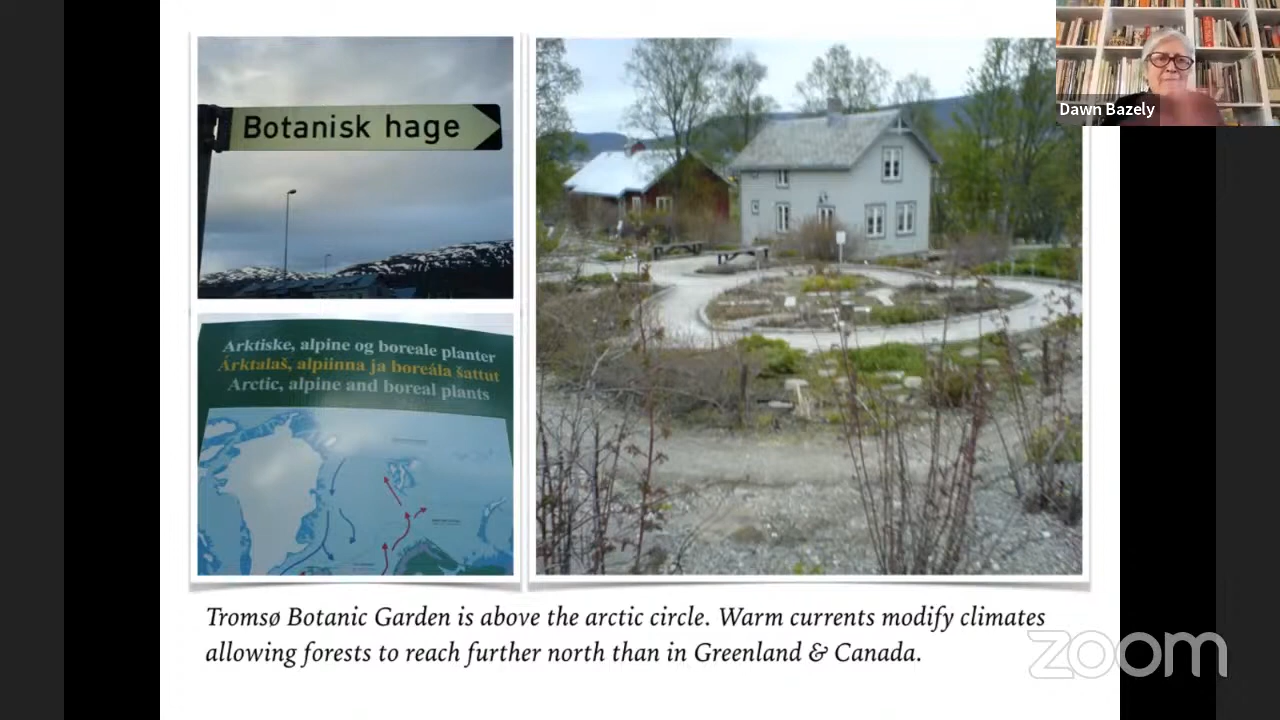 Botanisk hage
Dawn Bazely
Arktiske, alpine og boreale planter
Árktalaš, alpiinna ja boreála šattut
Arctic, alpine and boreal plants
Tromsø Botanic Garden is above the arctic circle. Warm currents modify climates
allowing forests to reach further north than in Greenland & Canada.
zoom